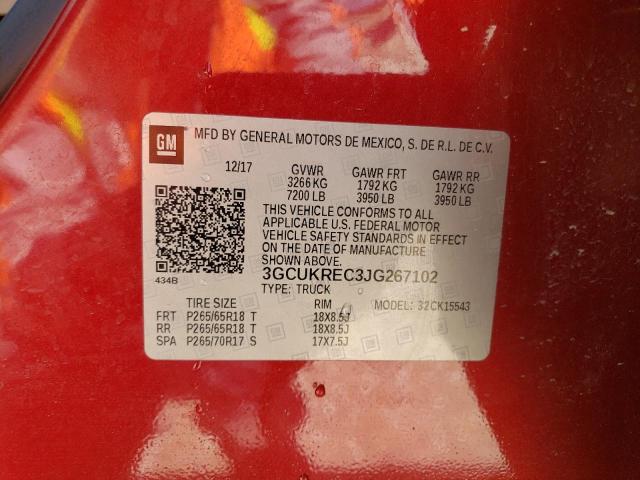 GM
MFD BY GENERAL MOTORS DE MEXICO, S. DE R.L. DE C.V.
12/17 GVWR GAWR FRT GAWR RR
3266 KG 1792 KG 1792 KG
7200 LB 3950 LB 3950 LB
THIS VEHICLE CONFORMS TO ALL
APPLICABLE U.S. FEDERAL MOTOR
VEHICLE SAFETY STANDARDS IN EFFECT
ON THE DATE OF MANUFACTURE
SHOWN ABOVE.
434B
3GCUKREC3JG267102
TYPE: TRUCK
TIRE SIZE RIM MODEL: 32CK15543
FRT P265/65R18 T 18X8.5J
RR P265/65R18 T 18X8.5J
SPA P265/70R17 S 17X7.5J